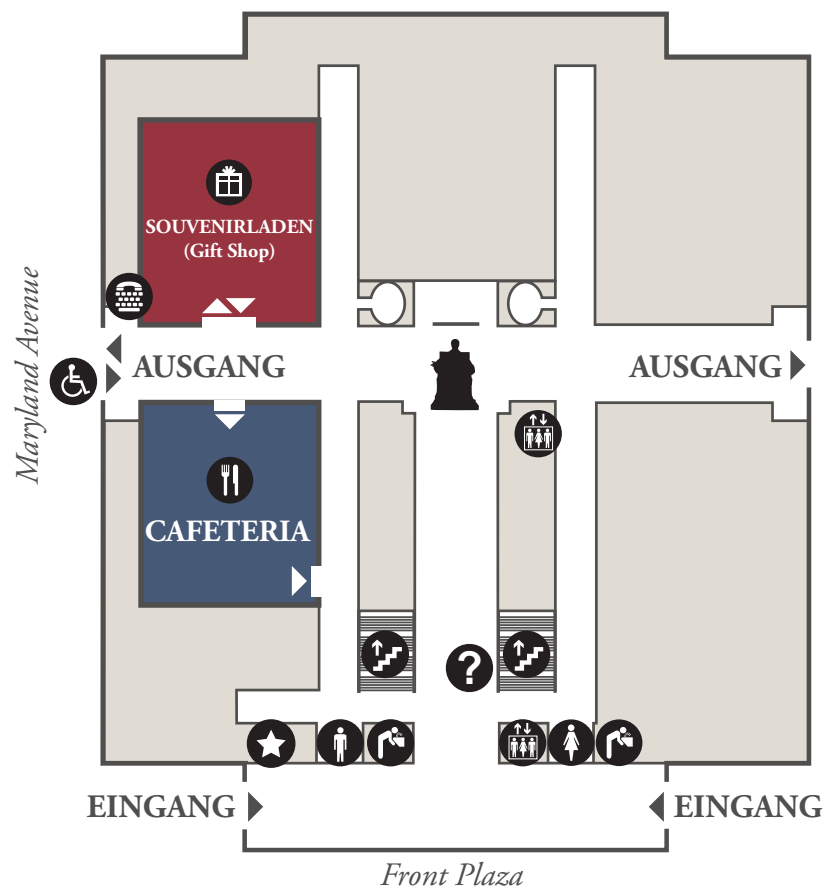 SOUVENIRLADEN
(Gift Shop)
Maryland Avenue
AUSGANG
AUSGANG
CAFETERIA
?
EINGANG
EINGANG
Front Plaza